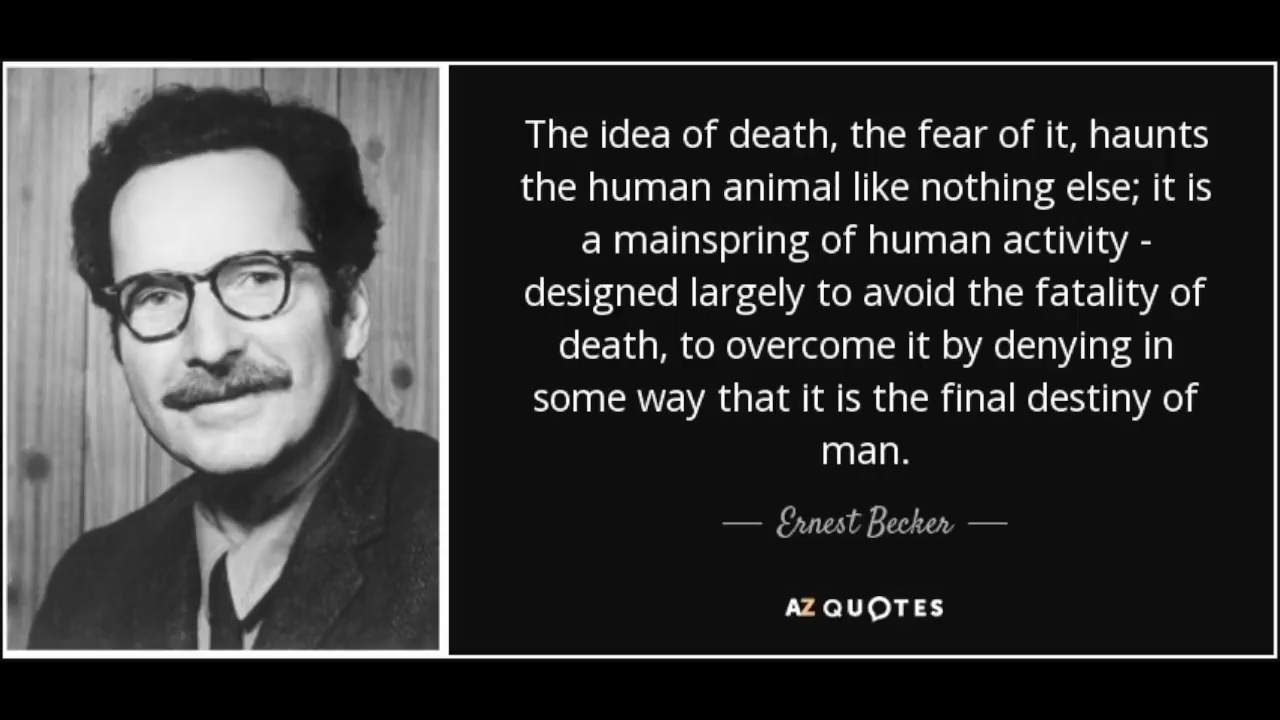 The idea of death, the fear of it, haunts
the human animal like nothing else; it is
a mainspring of human activity -
designed largely to avoid the fatality of
death, to overcome it by denying in
some way that it is the final destiny of
man.
Ernest Becker
AZ QUOTES